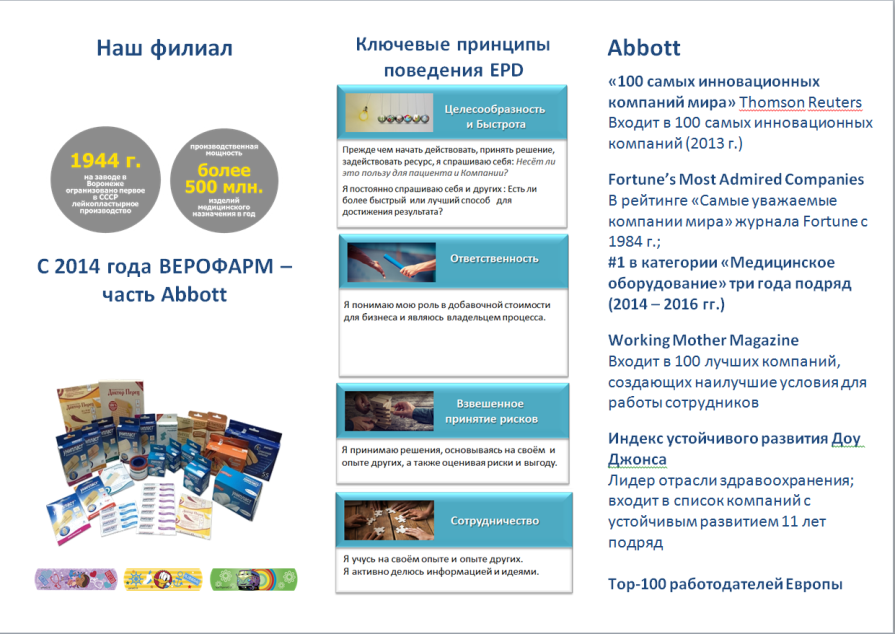 Наш филиал
1944 г.
на заводе в
Воронеже
организовано первое
в СССР
лейкопластырное
производство
производственная
мощность
более
500 млн.
изделий
медицинского
назначения в год
С 2014 года ВЕРОФАРМ –
часть Abbott
Доктор Перец
Ключевые принципы
поведения EPD
Целесообразность
и Быстрота
Прежде чем начать действовать, принять решение,
задействовать ресурс, я спрашиваю себя: Несёт ли
это пользу для пациента и Компании?
Я постоянно спрашиваю себя и других : Есть ли
более быстрый или лучший способ для
достижения результата?
Ответственность
Я понимаю мою роль в добавочной стоимости
для бизнеса и являюсь владельцем процесса.
Взвешенное
принятие рисков
Я принимаю решения, основываясь на своём и
опыте других, а также оценивая риски и выгоду.
Сотрудничество
Я учусь на своём опыте и опыте других.
Я активно делюсь информацией и идеями.
Abbott
«100 самых инновационных
компаний мира» Thomson Reuters
Входит в 100 самых инновационных
компаний (2013 г.)
Fortune’s Most Admired Companies
В рейтинге «Самые уважаемые
компании мира» журнала Fortune с
1984 г.;
#1 в категории «Медицинское
оборудование» три года подряд
(2014 – 2016 гг.)
Working Mother Magazine
Входит в 100 лучших компаний,
создающих наилучшие условия для
работы сотрудников
Индекс устойчивого развития Доу
Джонса
Лидер отрасли здравоохранения;
входит в список компаний с
устойчивым развитием 11 лет
подряд
Top-100 работодателей Европы